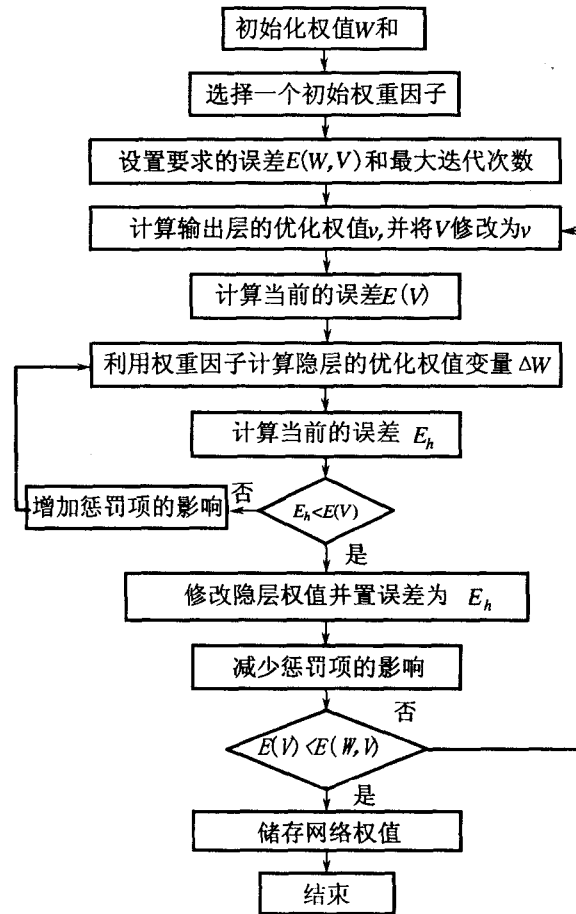 初始化权值W和
选择一个初始权重因子
设置要求的误差E(W,V)和最大迭代次数
计算输出层的优化权值v,并将V修改为v
计算当前的误差E(V)
利用权重因子计算隐层的优化权值变量 ΔW
计算当前的误差 E_h
增加惩罚项的影响
否
E_h<E(V)
是
修改隐层权值并置误差为 E_h
减少惩罚项的影响
否
E(V)<E(W,V)
是
储存网络权值
结束